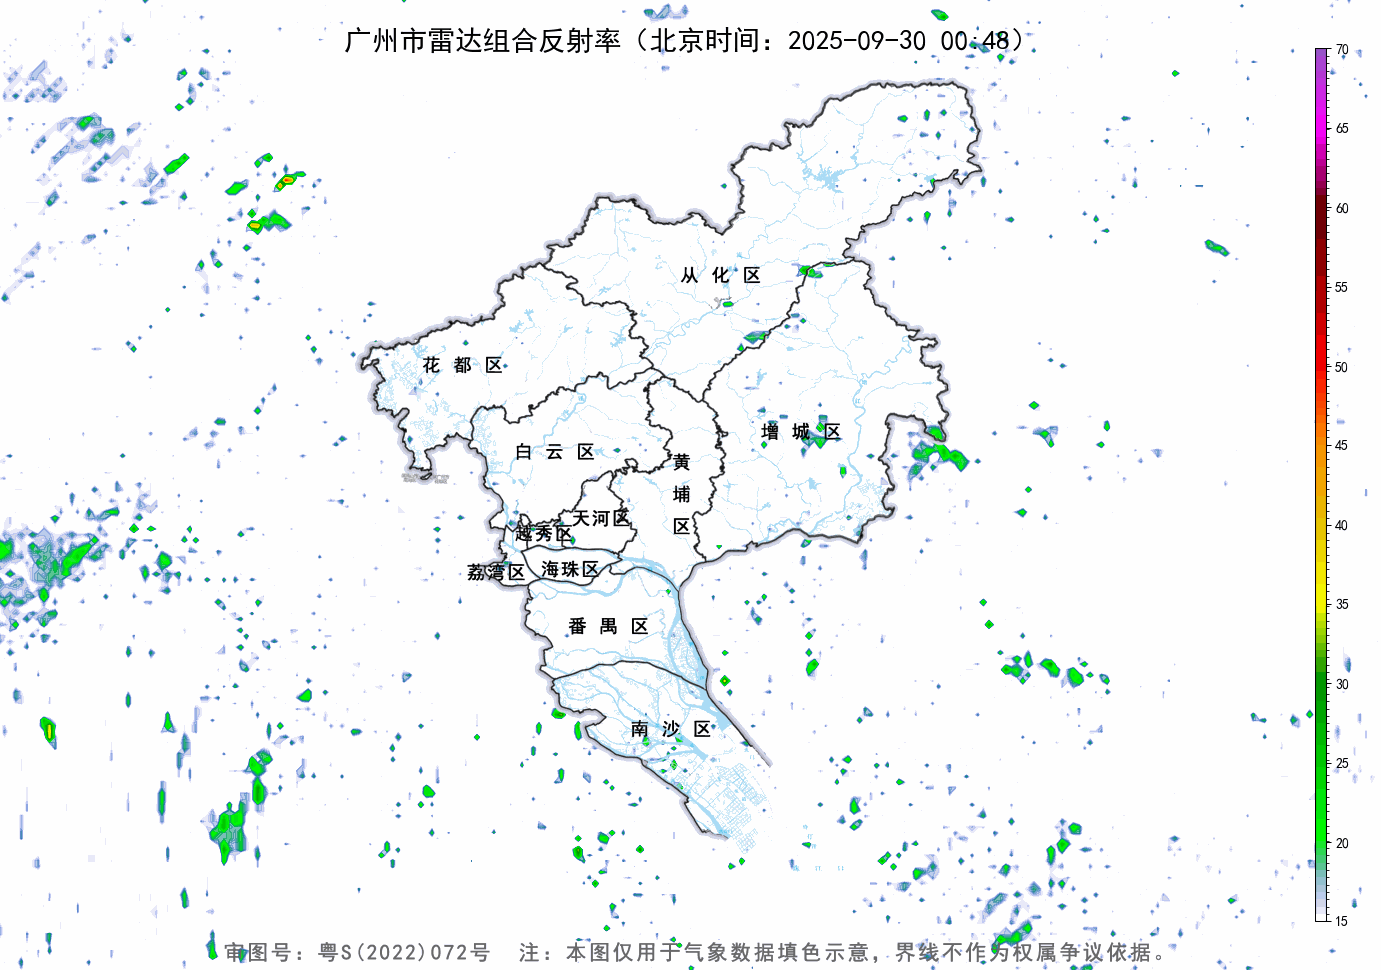 广州市雷达组合反射率（北京时间：2025-09-30 00:48）
70
65
60
55
50
45
40
35
30
25
20
15
从化区
花都区
增城区
白云区
黄埔区
天河区
越秀区
荔湾区
海珠区
番禺区
南沙区
审图号：粤S(2022)072号 注：本图仅用于气象数据填色示意，界线不作为权属争议依据。